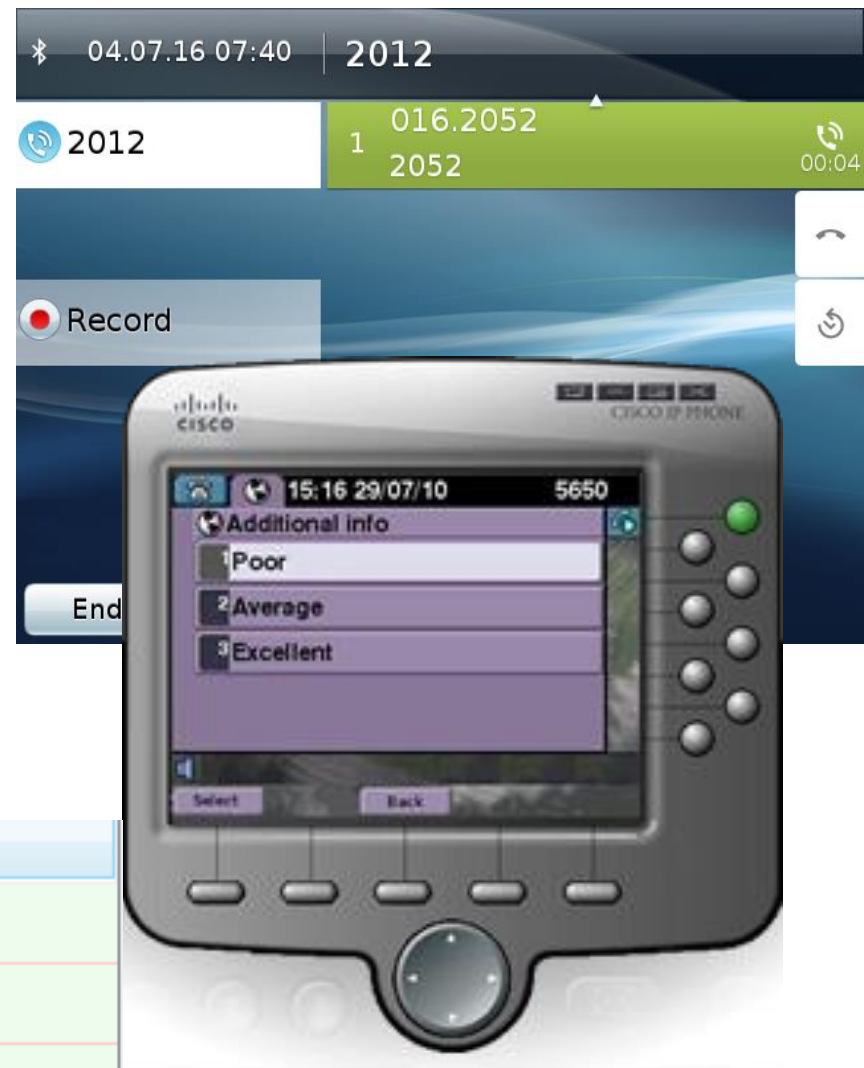 04.07.16 07:40 2012
2012
1 016.2052
2052
00:04
Record
End
CISCO
CISCO IP PHONE
15:16 29/07/10 5650
Additional info
1 Poor
2 Average
3 Excellent
Select Back